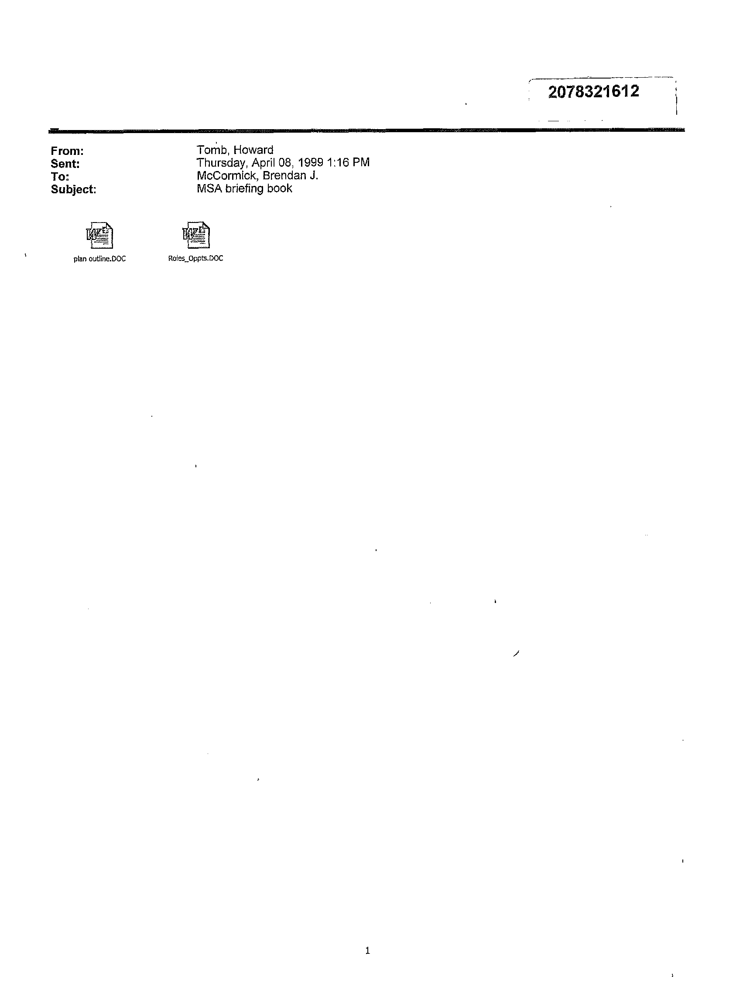 2078321612
From: Tomb, Howard
Sent: Thursday, April 08, 1999 1:16 PM
To: McCormick, Brendan J.
Subject: MSA briefing book
plan outline.DOC Roles_Oppts.DOC
1